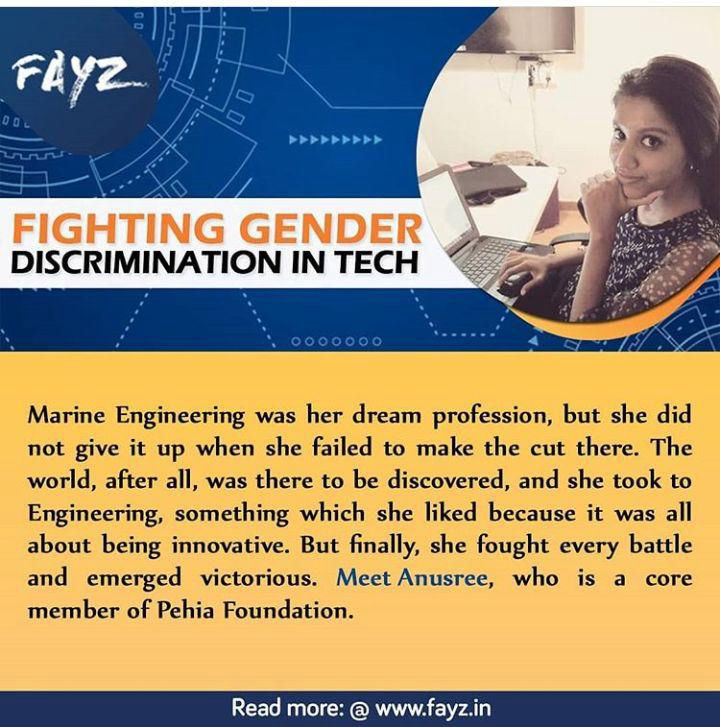 FAYZ
FIGHTING GENDER
DISCRIMINATION IN TECH
Marine Engineering was her dream profession, but she did
not give it up when she failed to make the cut there. The
world, after all, was there to be discovered, and she took to
Engineering, something which she liked because it was all
about being innovative. But finally, she fought every battle
and emerged victorious. Meet Anusree, who is a core
member of Pehia Foundation.
Read more: @ www.fayz.in